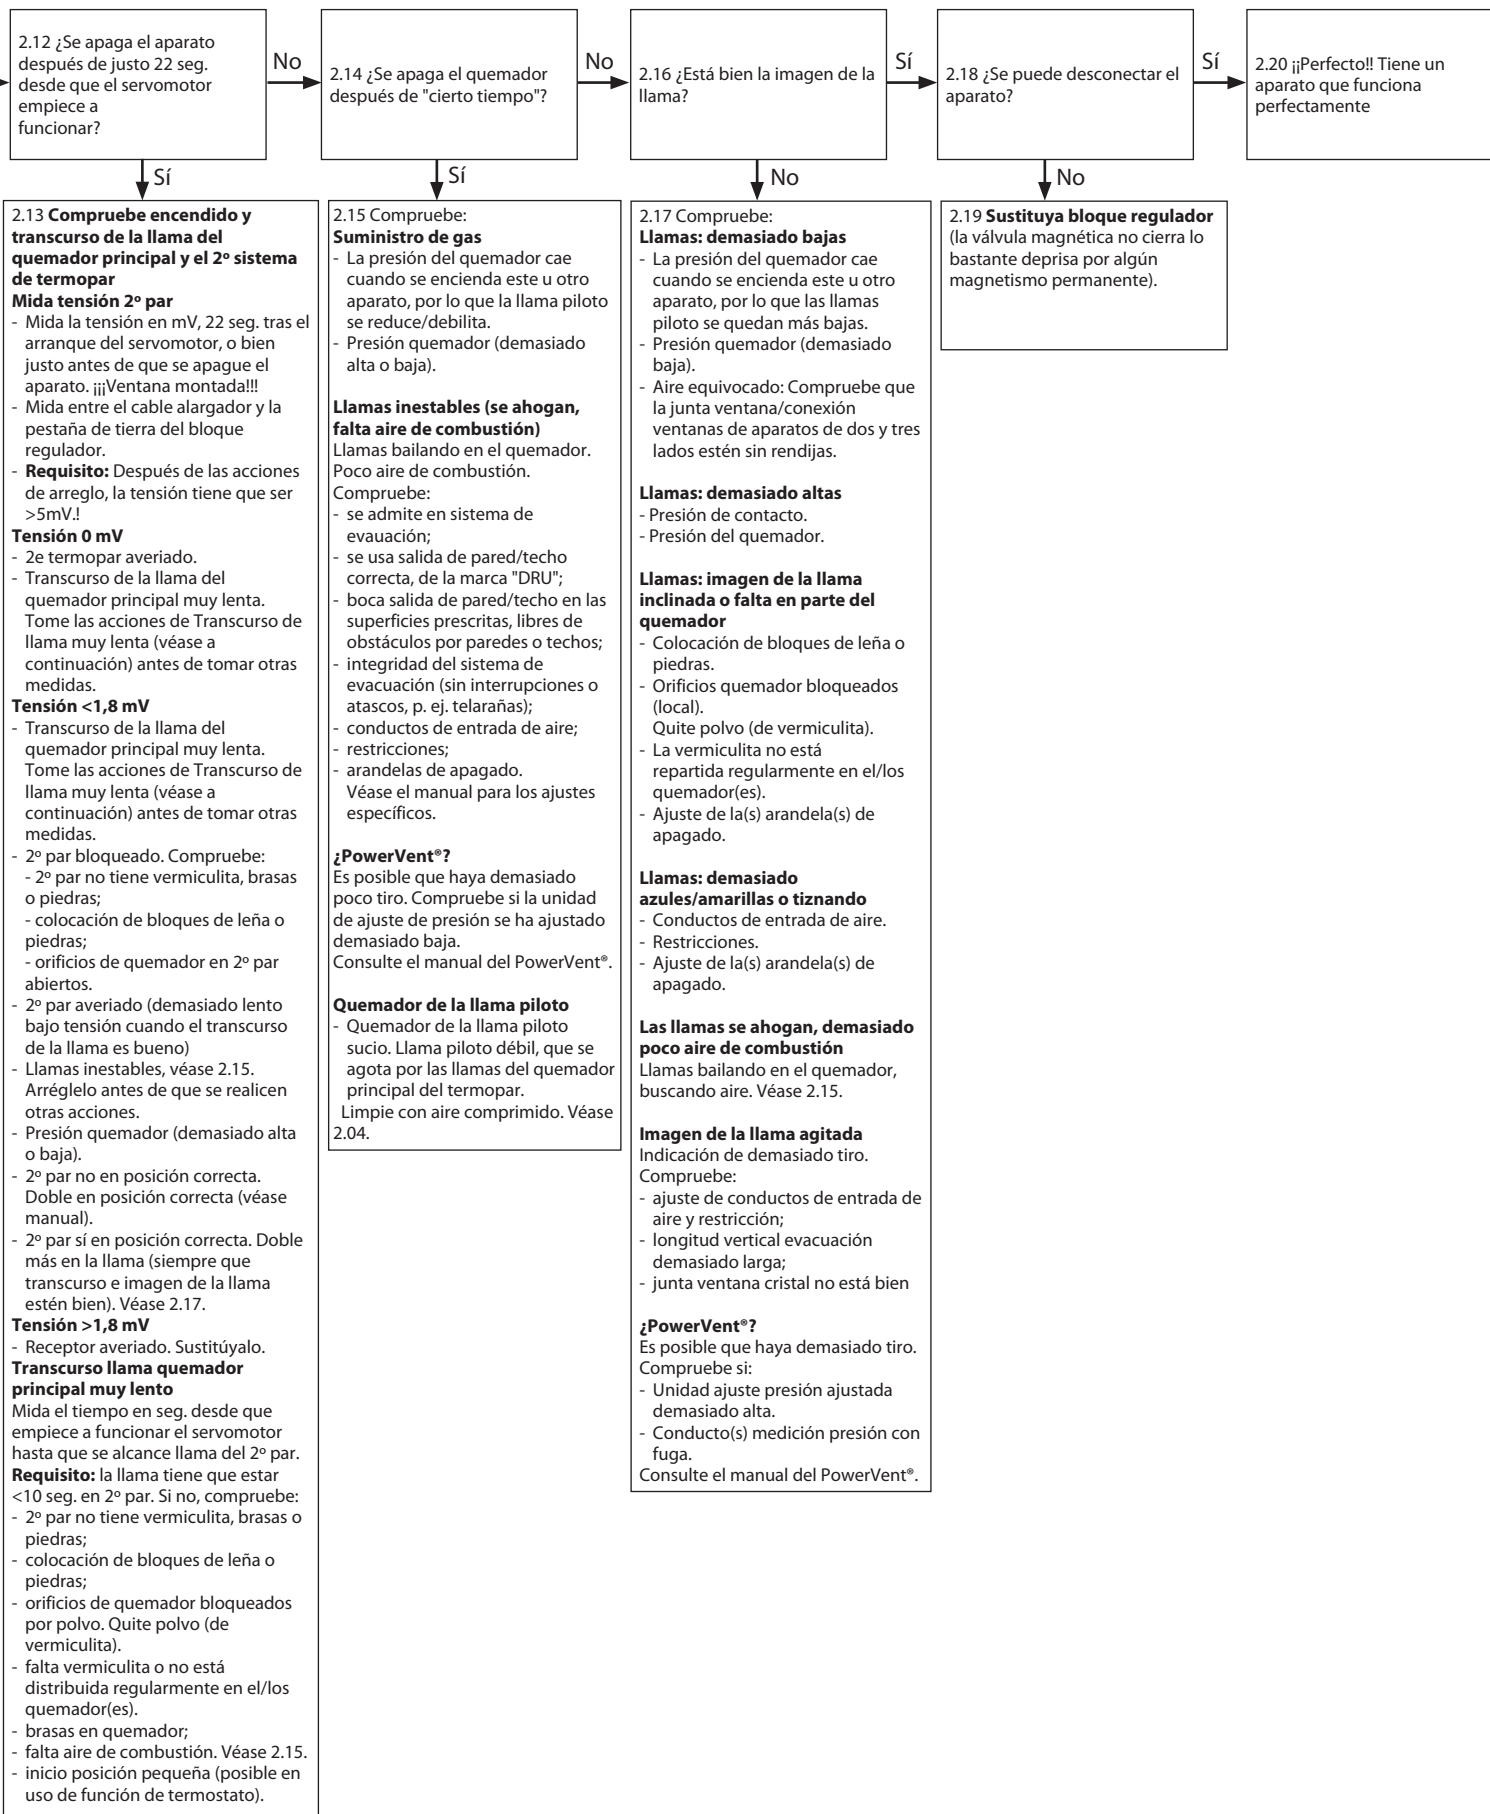 2.12 ¿Se apaga el aparato
después de justo 22 seg.
desde que el servomotor
empiece a
funcionar?
No
2.14 ¿Se apaga el quemador
después de "cierto tiempo"?
No
2.16 ¿Está bien la imagen de la
llama?
Sí
2.18 ¿Se puede desconectar el
aparato?
Sí
2.20 ¡¡Perfecto!! Tiene un
aparato que funciona
perfectamente
Sí
Sí
No
No
2.13 Compruebe encendido y
transcurso de la llama del
quemador principal y el 2º sistema
de termopar
Mida tensión 2º par
- Mida la tensión en mV, 22 seg. tras el
arranque del servomotor, o bien
justo antes de que se apague el
aparato. ¡¡¡Ventana montada!!!
- Mida entre el cable alargador y la
pestaña de tierra del bloque
regulador.
- Requisito: Después de las acciones
de arreglo, la tensión tiene que ser
>5mV.!
Tensión 0 mV
- 2e termopar averiado.
- Transcurso de la llama del
quemador principal muy lenta.
Tome las acciones de Transcurso de
llama muy lenta (véase a
continuación) antes de tomar otras
medidas.
Tensión <1,8 mV
- Transcurso de la llama del
quemador principal muy lenta.
Tome las acciones de Transcurso de
llama muy lenta (véase a
continuación) antes de tomar otras
medidas.
- 2º par bloqueado. Compruebe:
- 2º par no tiene vermiculita, brasas
o piedras;
- colocación de bloques de leña o
piedras;
- orificios de quemador en 2º par
abiertos.
- 2º par averiado (demasiado lento
bajo tensión cuando el transcurso
de la llama es bueno)
- Llamas inestables, véase 2.15.
Arréglelo antes de que se realicen
otras acciones.
- Presión quemador (demasiado alta
o baja).
- 2º par no en posición correcta.
Doble en posición correcta (véase
manual).
- 2º par sí en posición correcta. Doble
más en la llama (siempre que
transcurso e imagen de la llama
estén bien). Véase 2.17.
Tensión >1,8 mV
- Receptor averiado. Sustitúyalo.
Transcurso llama quemador
principal muy lento
Mida el tiempo en seg. desde que
empiece a funcionar el servomotor
hasta que se alcance llama del 2º par.
Requisito: la llama tiene que estar
<10 seg. en 2º par. Si no, compruebe:
- 2º par no tiene vermiculita, brasas o
piedras;
- colocación de bloques de leña o
piedras;
- orificios de quemador bloqueados
por polvo. Quite polvo (de
vermiculita).
- falta vermiculita o no está
distribuida regularmente en el/los
quemador(es).
- brasas en quemador;
- falta aire de combustión. Véase 2.15.
- inicio posición pequeña (posible en
uso de función de termostato).
2.15 Compruebe:
Suministro de gas
- La presión del quemador cae
cuando se encienda este u otro
aparato, por lo que la llama piloto
se reduce/debilita.
- Presión quemador (demasiado
alta o baja).
Llamas inestables (se ahogan,
falta aire de combustión)
Llamas bailando en el quemador.
Poco aire de combustión.
Compruebe:
- se admite en sistema de
evauación;
- se usa salida de pared/techo
correcta, de la marca "DRU";
- boca salida de pared/techo en las
superficies prescritas, libres de
obstáculos por paredes o techos;
- integridad del sistema de
evacuación (sin interrupciones o
atascos, p. ej. telarañas);
- conductos de entrada de aire;
- restricciones;
- arandelas de apagado.
Véase el manual para los ajustes
específicos.
¿PowerVent®?
Es posible que haya demasiado
poco tiro. Compruebe si la unidad
de ajuste de presión se ha ajustado
demasiado baja.
Consulte el manual del PowerVent®.
Quemador de la llama piloto
- Quemador de la llama piloto
sucio. Llama piloto débil, que se
agota por las llamas del quemador
principal del termopar.
Limpie con aire comprimido. Véase
2.04.
2.17 Compruebe:
Llamas: demasiado bajas
- La presión del quemador cae
cuando se encienda este u otro
aparato, por lo que las llamas
piloto se quedan más bajas.
- Presión quemador (demasiado
baja).
- Aire equivocado: Compruebe que
la junta ventana/conexión
ventanas de aparatos de dos y tres
lados estén sin rendijas.
Llamas: demasiado altas
- Presión de contacto.
- Presión del quemador.
Llamas: imagen de la llama
inclinada o falta en parte del
quemador
- Colocación de bloques de leña o
piedras.
- Orificios quemador bloqueados
(local).
Quite polvo (de vermiculita).
- La vermiculita no está
repartida regularmente en el/los
quemador(es).
- Ajuste de la(s) arandela(s) de
apagado.
Llamas: demasiado
azules/amarillas o tiznando
- Conductos de entrada de aire.
- Restricciones.
- Ajuste de la(s) arandela(s) de
apagado.
Las llamas se ahogan, demasiado
poco aire de combustión
Llamas bailando en el quemador,
buscando aire. Véase 2.15.
Imagen de la llama agitada
Indicación de demasiado tiro.
Compruebe:
- ajuste de conductos de entrada de
aire y restricción;
- longitud vertical evacuación
demasiado larga;
- junta ventana cristal no está bien
¿PowerVent®?
Es posible que haya demasiado tiro.
Compruebe si:
- Unidad ajuste presión ajustada
demasiado alta.
- Conducto(s) medición presión con
fuga.
Consulte el manual del PowerVent®.
2.19 Sustituya bloque regulador
(la válvula magnética no cierra lo
bastante deprisa por algún
magnetismo permanente).